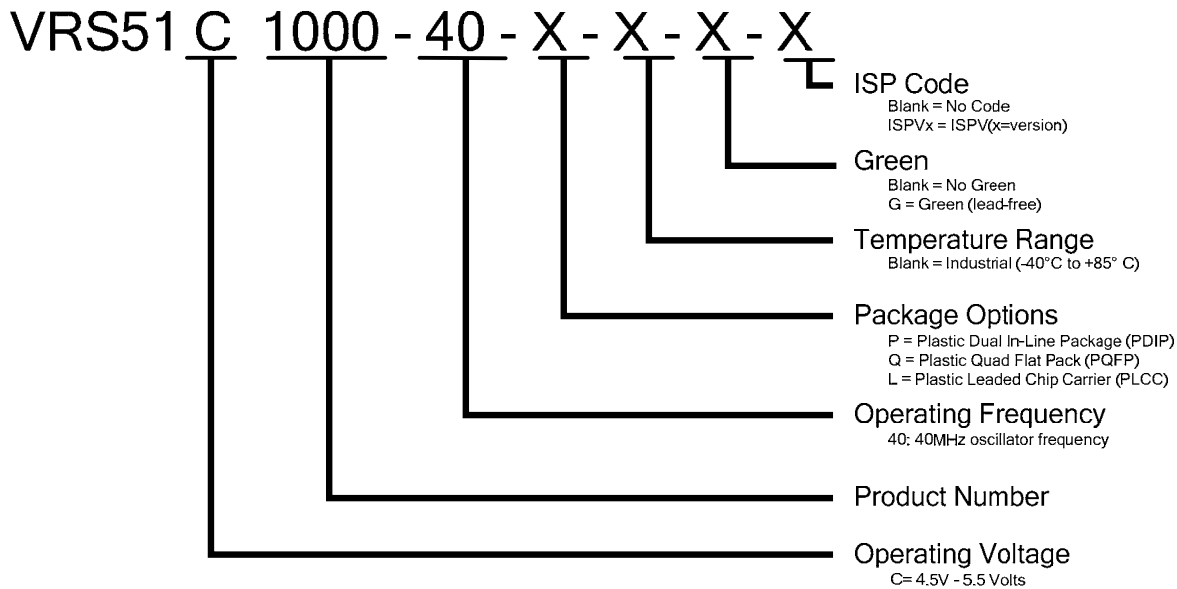 VRS51 C 1000 - 40 - X - X - X - X
ISP Code
Blank = No Code
ISPVx = ISPV(x=version)
Green
Blank = No Green
G = Green (lead-free)
Temperature Range
Blank = Industrial (-40°C to +85° C)
Package Options
P = Plastic Dual In-Line Package (PDIP)
Q = Plastic Quad Flat Pack (PQFP)
L = Plastic Leaded Chip Carrier (PLCC)
Operating Frequency
40: 40MHz oscillator frequency
Product Number
Operating Voltage
C= 4.5V - 5.5 Volts